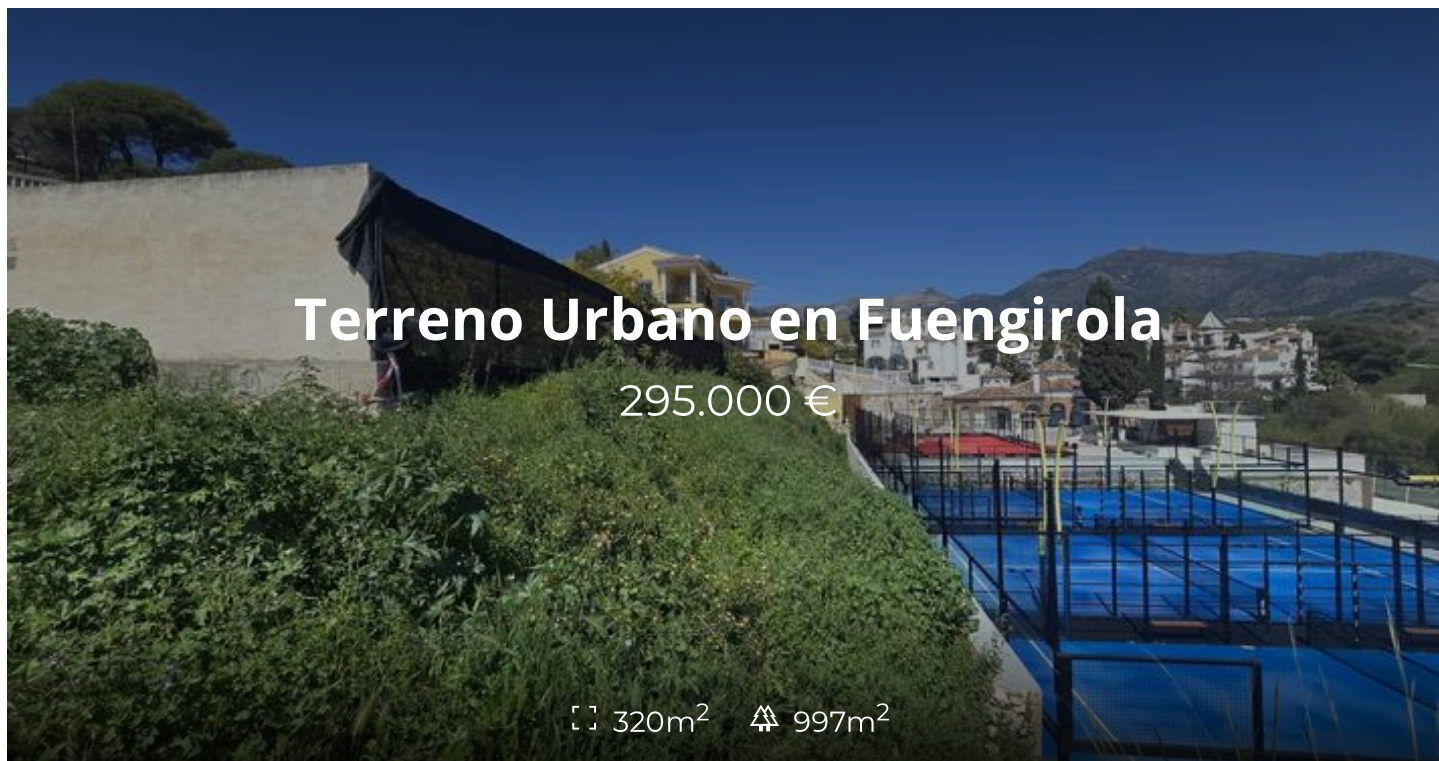 Terreno Urbano en Fuengirola
295.000 €
320m² 997m²